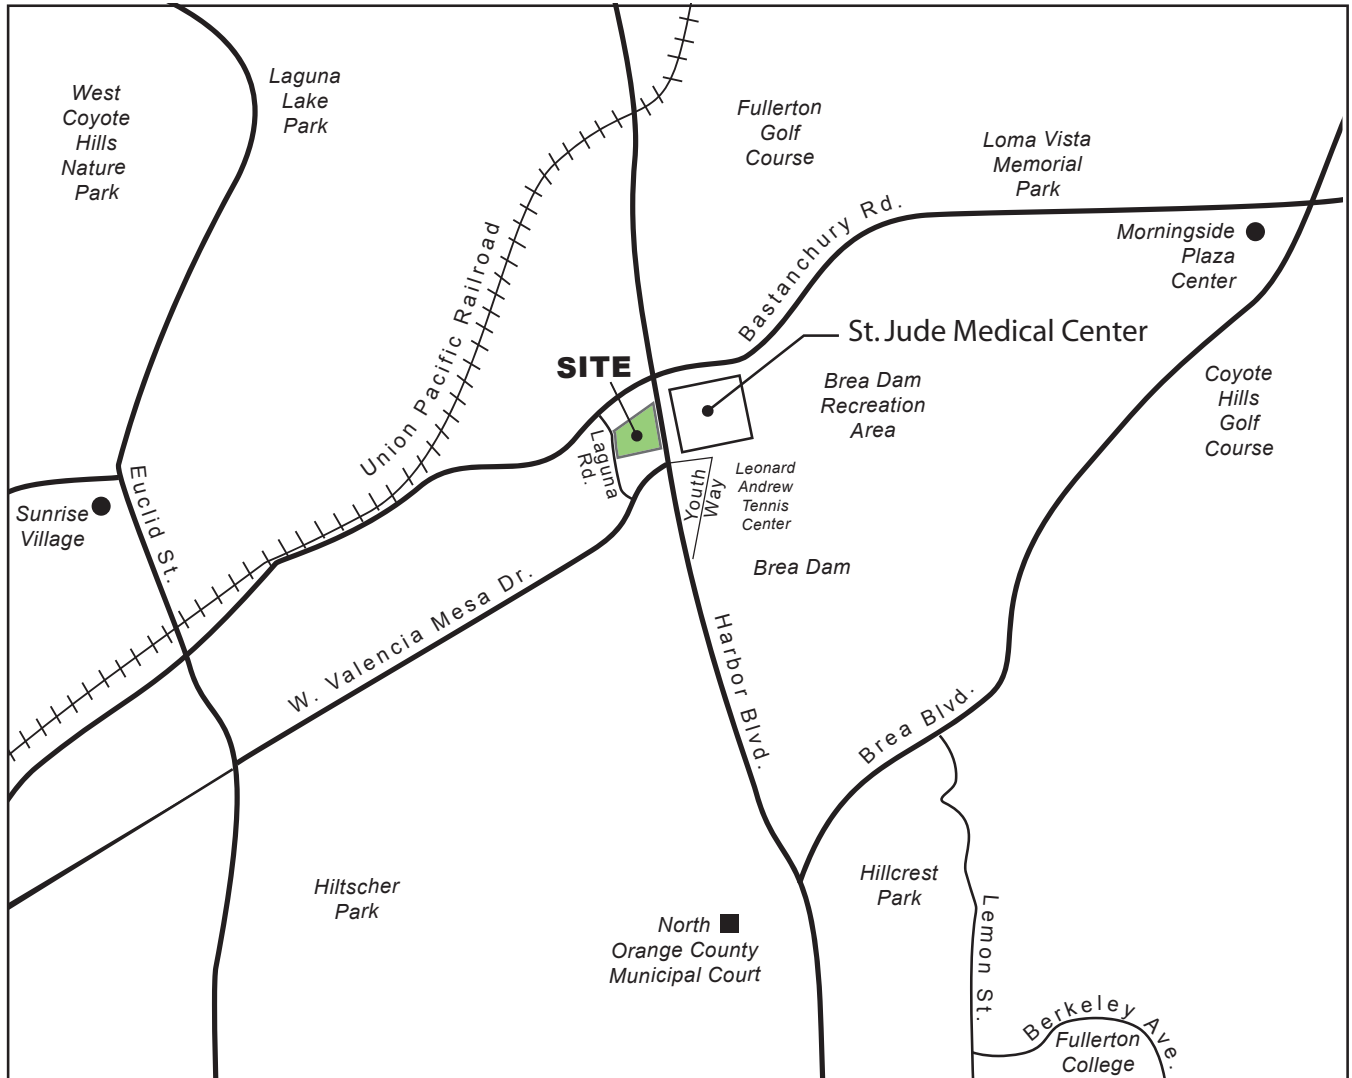 West
Coyote
Hills
Nature
Park
Laguna
Lake
Park
Fullerton
Golf
Course
Loma Vista
Memorial
Park
Bastanchury Rd.
Morningside
Plaza
Center
Union Pacific Railroad
St. Jude Medical Center
SITE
Brea Dam
Recreation
Area
Coyote
Hills
Golf
Course
Laguna
Rd.
Youth
Way
Leonard
Andrew
Tennis
Center
Sunrise
Village
Euclid St.
Brea Dam
W. Valencia Mesa Dr.
Harbor Blvd.
Brea Blvd.
Hiltscher
Park
Hillcrest
Park
North
Orange County
Municipal Court
Lemon St.
Berkeley Ave.
Fullerton
College